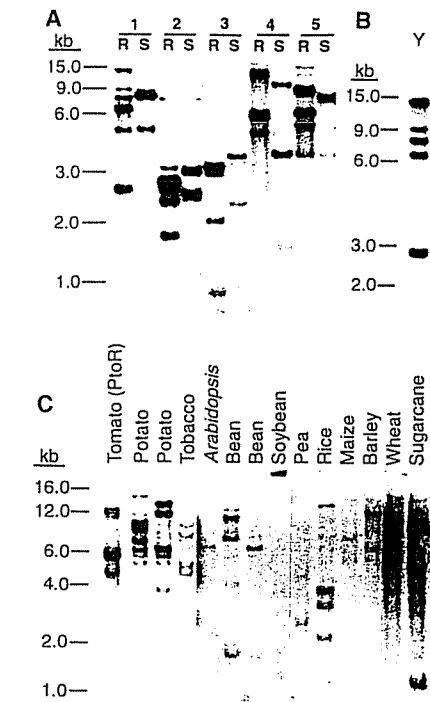 A
1 2 3 4 5
R S R S R S R S R S
kb
15.0
9.0
6.0
3.0
2.0
1.0
B
Y
kb
15.0
9.0
6.0
3.0
2.0
C
Tomato (PtoR)
Potato
Potato
Tobacco
Arabidopsis
Bean
Bean
Soybean
Pea
Rice
Maize
Barley
Wheat
Sugarcane
kb
16.0
12.0
6.0
4.0
2.0
1.0